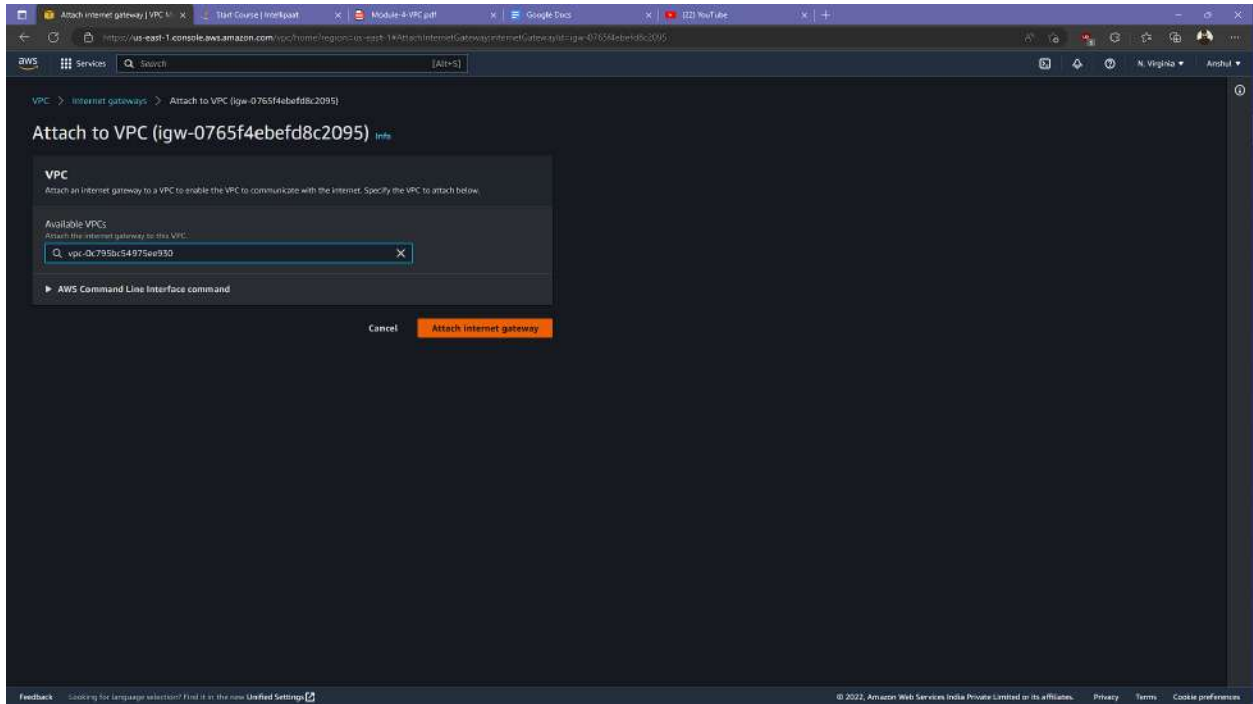 Attach internet gateway | VPC M
Start Course | Intellipaat
Module-4-VPC.pdf
Google Docs
(22) YouTube
https://us-east-1.console.aws.amazon.com/vpc/home?region=us-east-1#AttachInternetGateway:internetGatewayId=igw-0765f4ebefd8c2095
aws
Services
Search
[Alt+S]
N. Virginia
Anshul
VPC > Internet gateways > Attach to VPC (igw-0765f4ebefd8c2095)
Attach to VPC (igw-0765f4ebefd8c2095) Info
VPC
Attach an internet gateway to a VPC to enable the VPC to communicate with the internet. Specify the VPC to attach below.
Available VPCs
Attach the internet gateway to this VPC.
vpc-0c795bc54975ee930
AWS Command Line Interface command
Cancel
Attach internet gateway
Feedback
Looking for language selection? Find it in the new Unified Settings
© 2022, Amazon Web Services India Private Limited or its affiliates.
Privacy
Terms
Cookie preferences